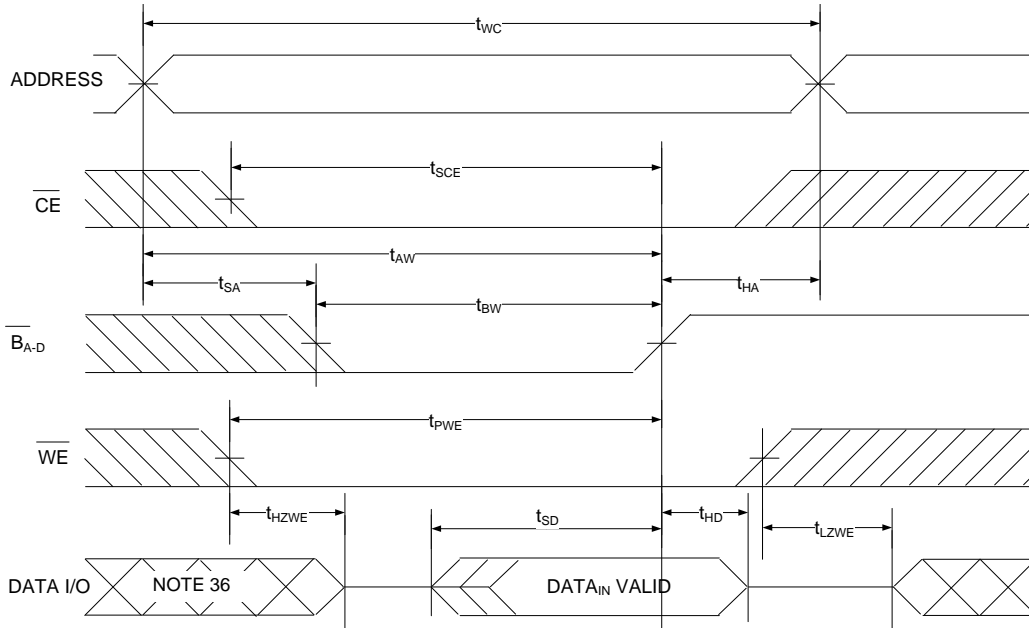 tWC
ADDRESS
tSCE
CE
tAW
tSA
tHA
tBW
BA-D
tPWE
WE
tHZWE
tSD
tHD
tLZWE
DATA I/O
NOTE 36
DATAIN VALID